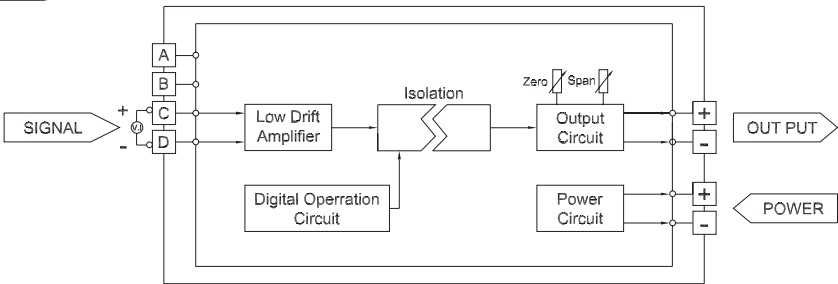 A
B
Isolation
Zero
Span
SIGNAL
+
-
C
D
Low Drift
Amplifier
Output
Circuit
+
-
OUT PUT
Digital Operration
Circuit
Power
Circuit
+
-
POWER